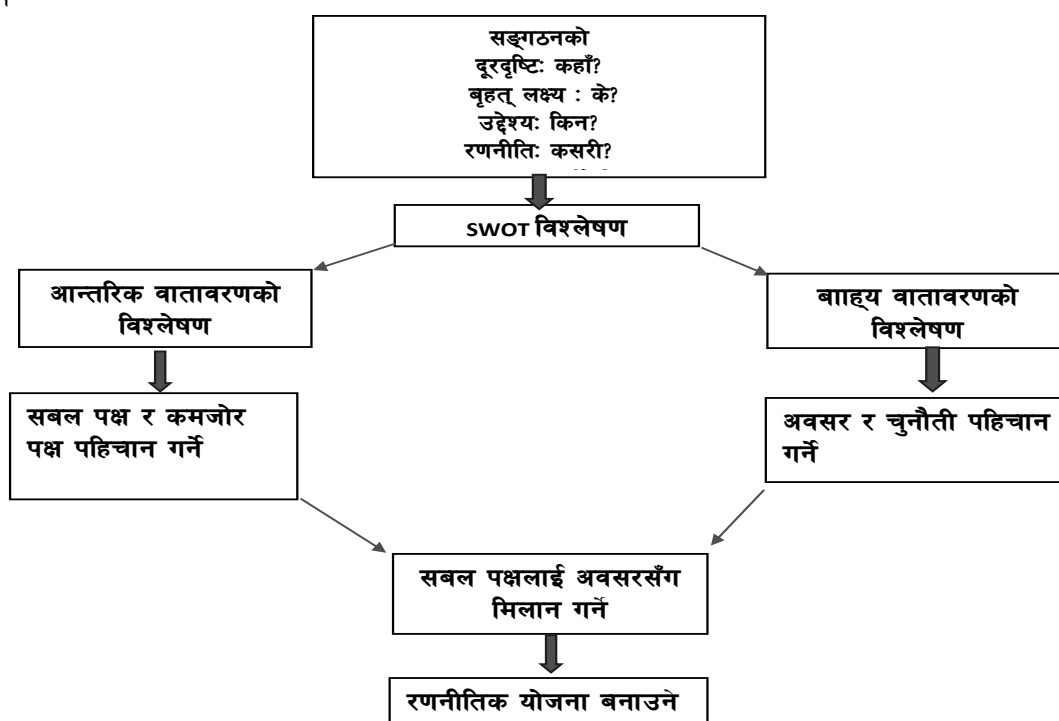 सङ्गठनको
दूरदृष्टिः कहाँ?
बृहत् लक्ष्य : के?
उद्देश्यः किन?
रणनीतिः कसरी?
SWOT विश्लेषण
आन्तरिक वातावरणको
विश्लेषण
बााह्य वातावरणको
विश्लेषण
सबल पक्ष र कमजोर
पक्ष पहिचान गर्ने
अवसर र चुनौती पहिचान
गर्ने
सबल पक्षलाई अवसरसँग
मिलान गर्ने
रणनीतिक योजना बनाउने